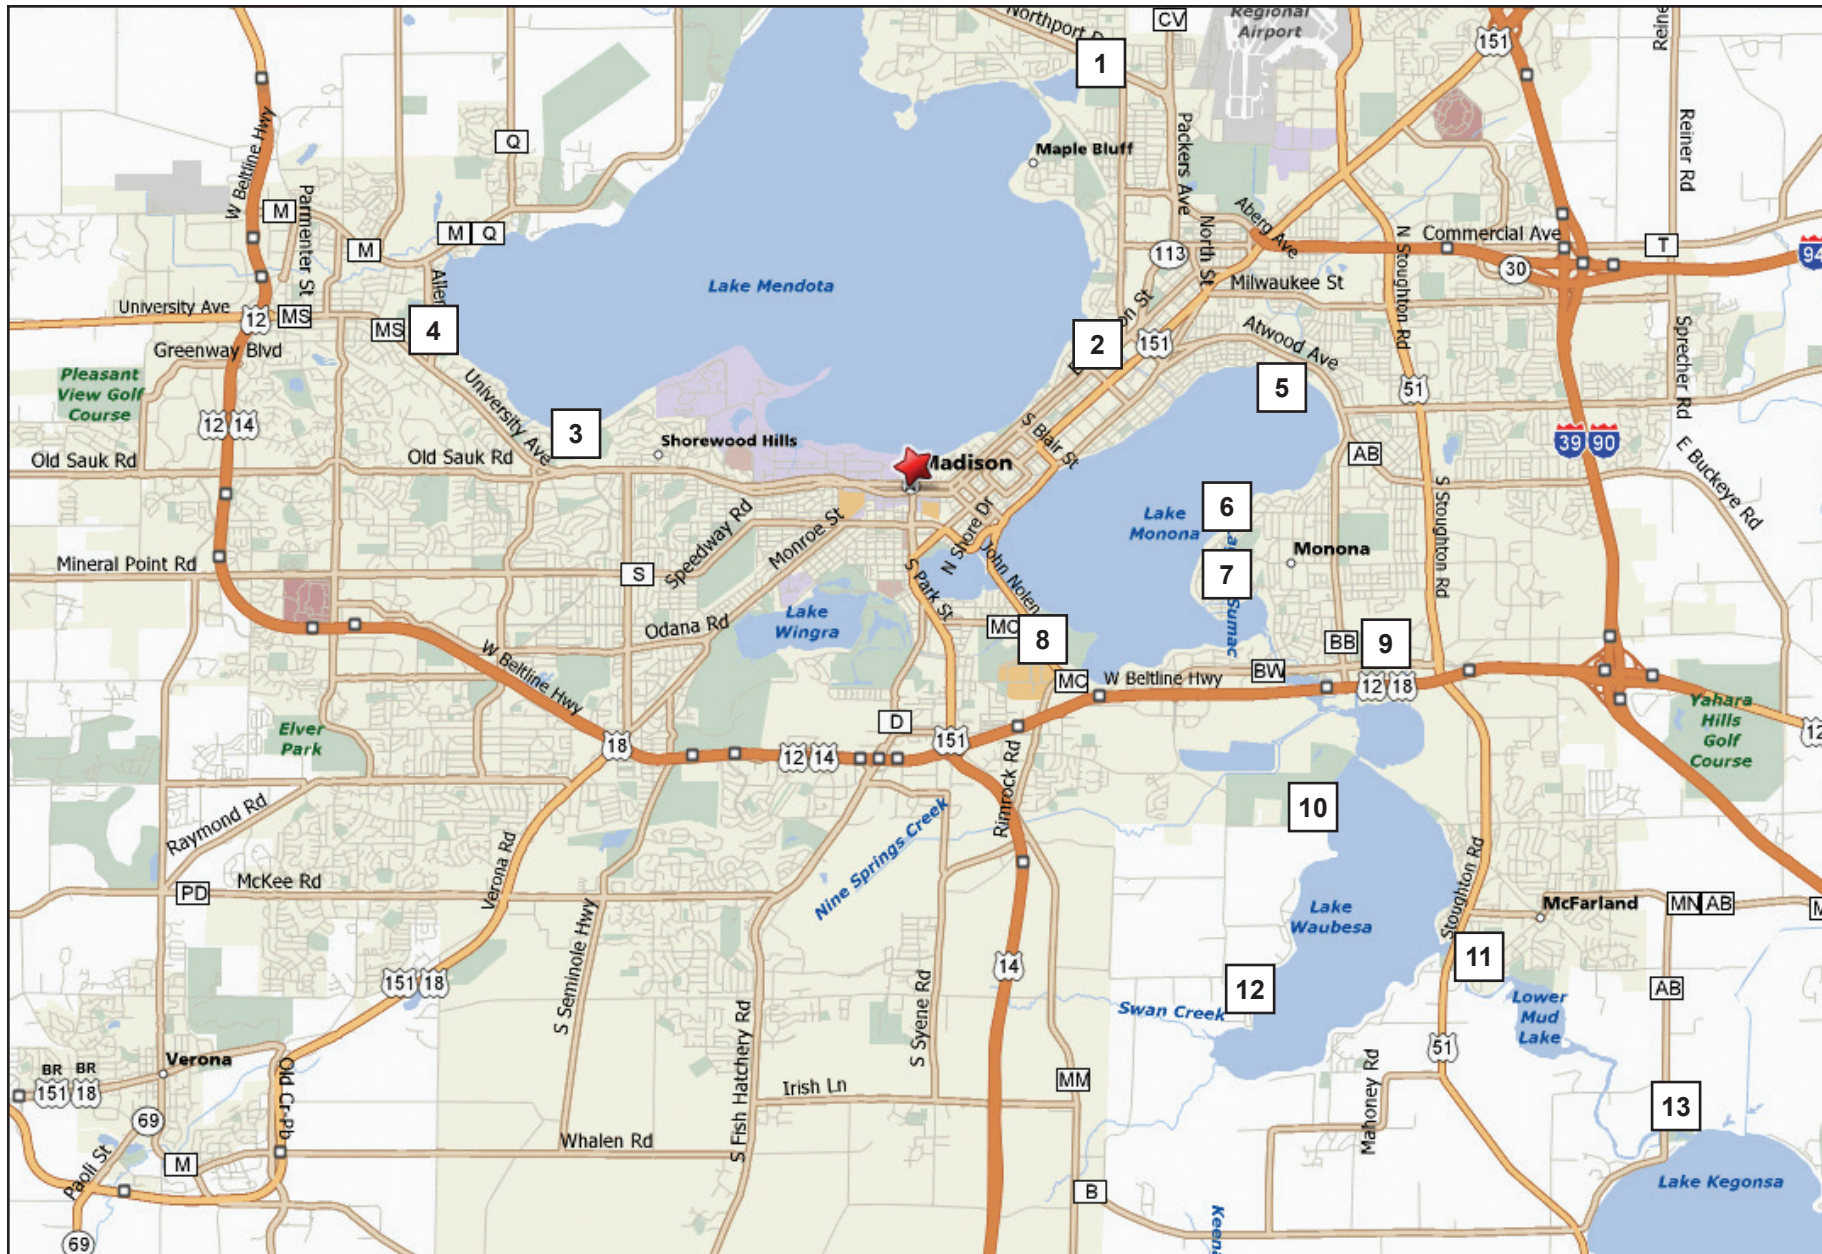 Northport D
CV
Regional
Airport
151
Reine
1
W Beltline Hwy
Q
Maple Bluff
Packers Ave
Reiner Rd
M
Parmenter St
M
M Q
Aberg Ave
North St
N Stoughton Rd
Commercial Ave
T
94
113
30
Allen
Lake Mendota
Milwaukee St
University Ave
12
MS
MS
4
on St
2
151
Atwood Ave
Sprecher Rd
Greenway Blvd
Pleasant
View Golf
Course
University Ave
5
51
12 14
3
Shorewood Hills
S Blair St
39 90
Old Sauk Rd
Old Sauk Rd
Madison
AB
E Buckeye Rd
Speedway Rd
Monroe St
N Shore Dr
Lake
Monona
6
S Stoughton Rd
Mineral Point Rd
S
S Park St
John Nolen
7
Monona
Lake
Wingra
Odana Rd
Sumac
MC
8
BB
9
W Beltline Hwy
MC
W Beltline Hwy
BW
12 18
Elver
Park
D
18
151
12 14
Yahara
Hills
Golf
Course
12
Raymond Rd
Verona Rd
Nine Springs Creek
Rimrock Rd
10
Stoughton Rd
PD
McKee Rd
S Seminole Hwy
Lake
Waubesa
McFarland
MN AB
151 18
14
11
12
Swan Creek
AB
Lower
Mud
Lake
S Fish Hatchery Rd
S Syene Rd
BR BR
151 18
Verona
Old Cr Pb
Irish Ln
MM
Mahoney Rd
51
13
69
Whalen Rd
Paoli St
M
B
Lake Kegonsa
69
Keen